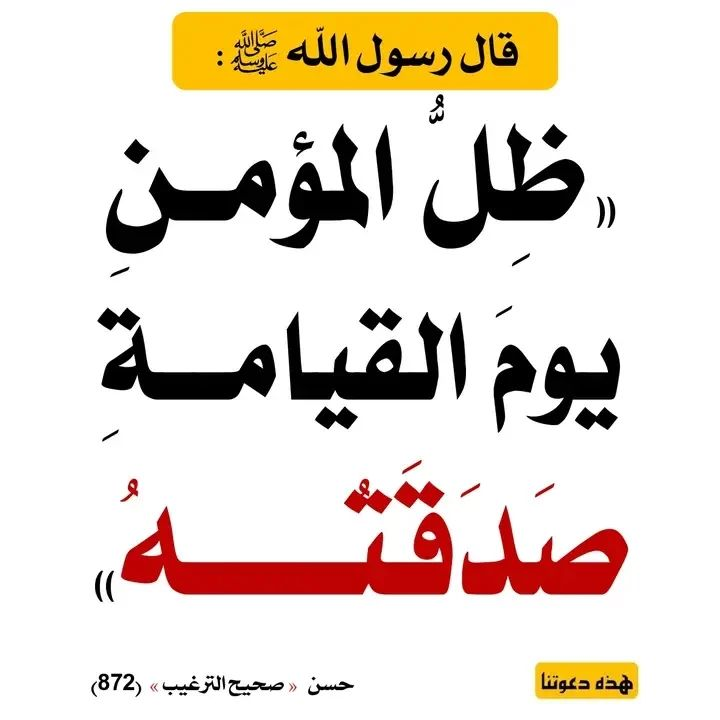 قال رسول الله ﷺ :
(( ظِلُّ المؤمنِ
يومَ القيامةِ
صَدَقَتُهُ ))
هذه دعوتنا
حسن « صحيح الترغيب » (872)